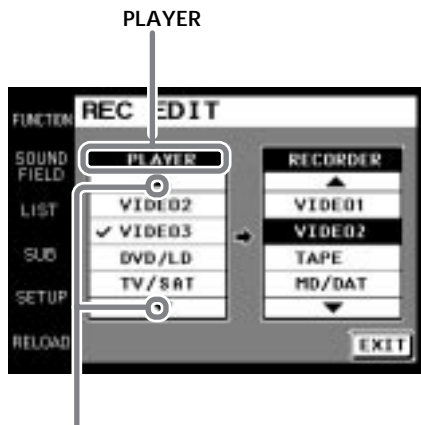 PLAYER
REC EDIT
FUNCTION
SOUND
FIELD
LIST
SUB
SETUP
RELOAD
PLAYER
VIDEO2
✓ VIDEO3
DVD/LD
TV/SAT
RECORDER
VIDEO1
VIDEO2
TAPE
MD/DAT
EXIT